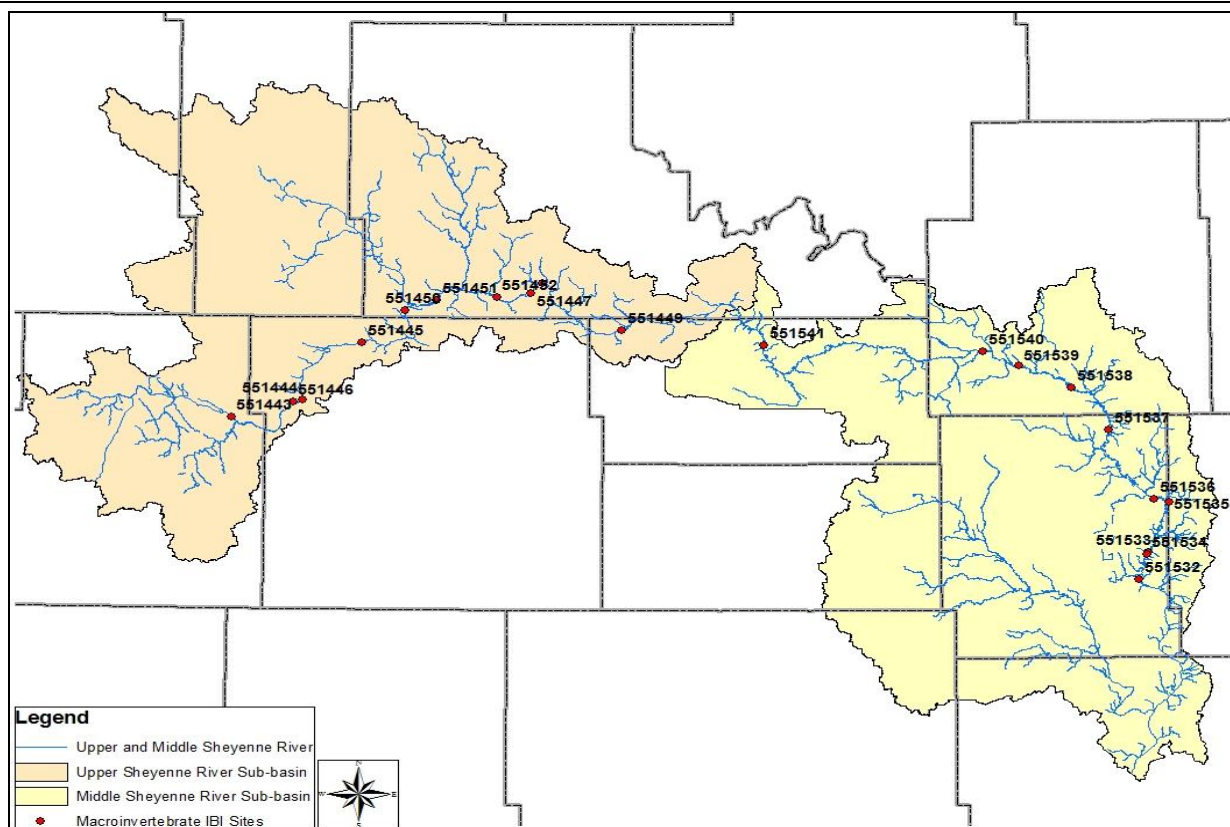 551451
551452
551450
551447
551449
551445
551541
551540
551539
551538
551444
551446
551443
551537
551536
551535
551533
551534
551532
Legend
Upper and Middle Sheyenne River
Upper Sheyenne River Sub-basin
Middle Sheyenne River Sub-basin
Macroinvertebrate IBI Sites
N
W
E
S